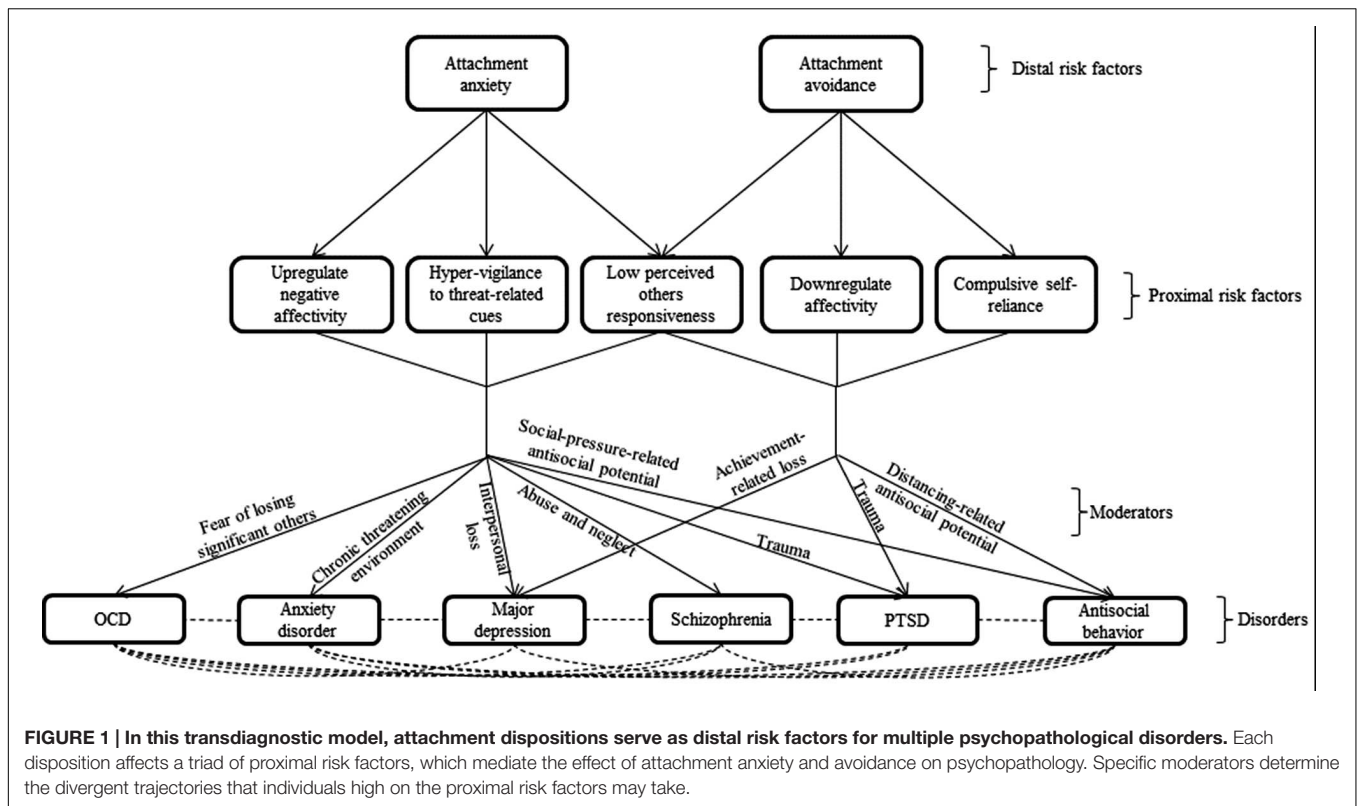 Attachment
anxiety
Attachment
avoidance
Distal risk factors
Upregulate
negative
affectivity
Hyper-vigilance
to threat-related
cues
Low perceived
others
responsiveness
Downregulate
affectivity
Compulsive self-
reliance
Proximal risk factors
Fear of losing
significant others
Chronic threatening
environment
Interpersonal
loss
Abuse and neglect
Social-pressure-related
antisocial potential
Trauma
Achievement-
related loss
Trauma
Distancing-related
antisocial potential
Moderators
OCD
Anxiety
disorder
Major
depression
Schizophrenia
PTSD
Antisocial
behavior
Disorders
FIGURE 1 | In this transdiagnostic model, attachment dispositions serve as distal risk factors for multiple psychopathological disorders. Each
disposition affects a triad of proximal risk factors, which mediate the effect of attachment anxiety and avoidance on psychopathology. Specific moderators determine
the divergent trajectories that individuals high on the proximal risk factors may take.